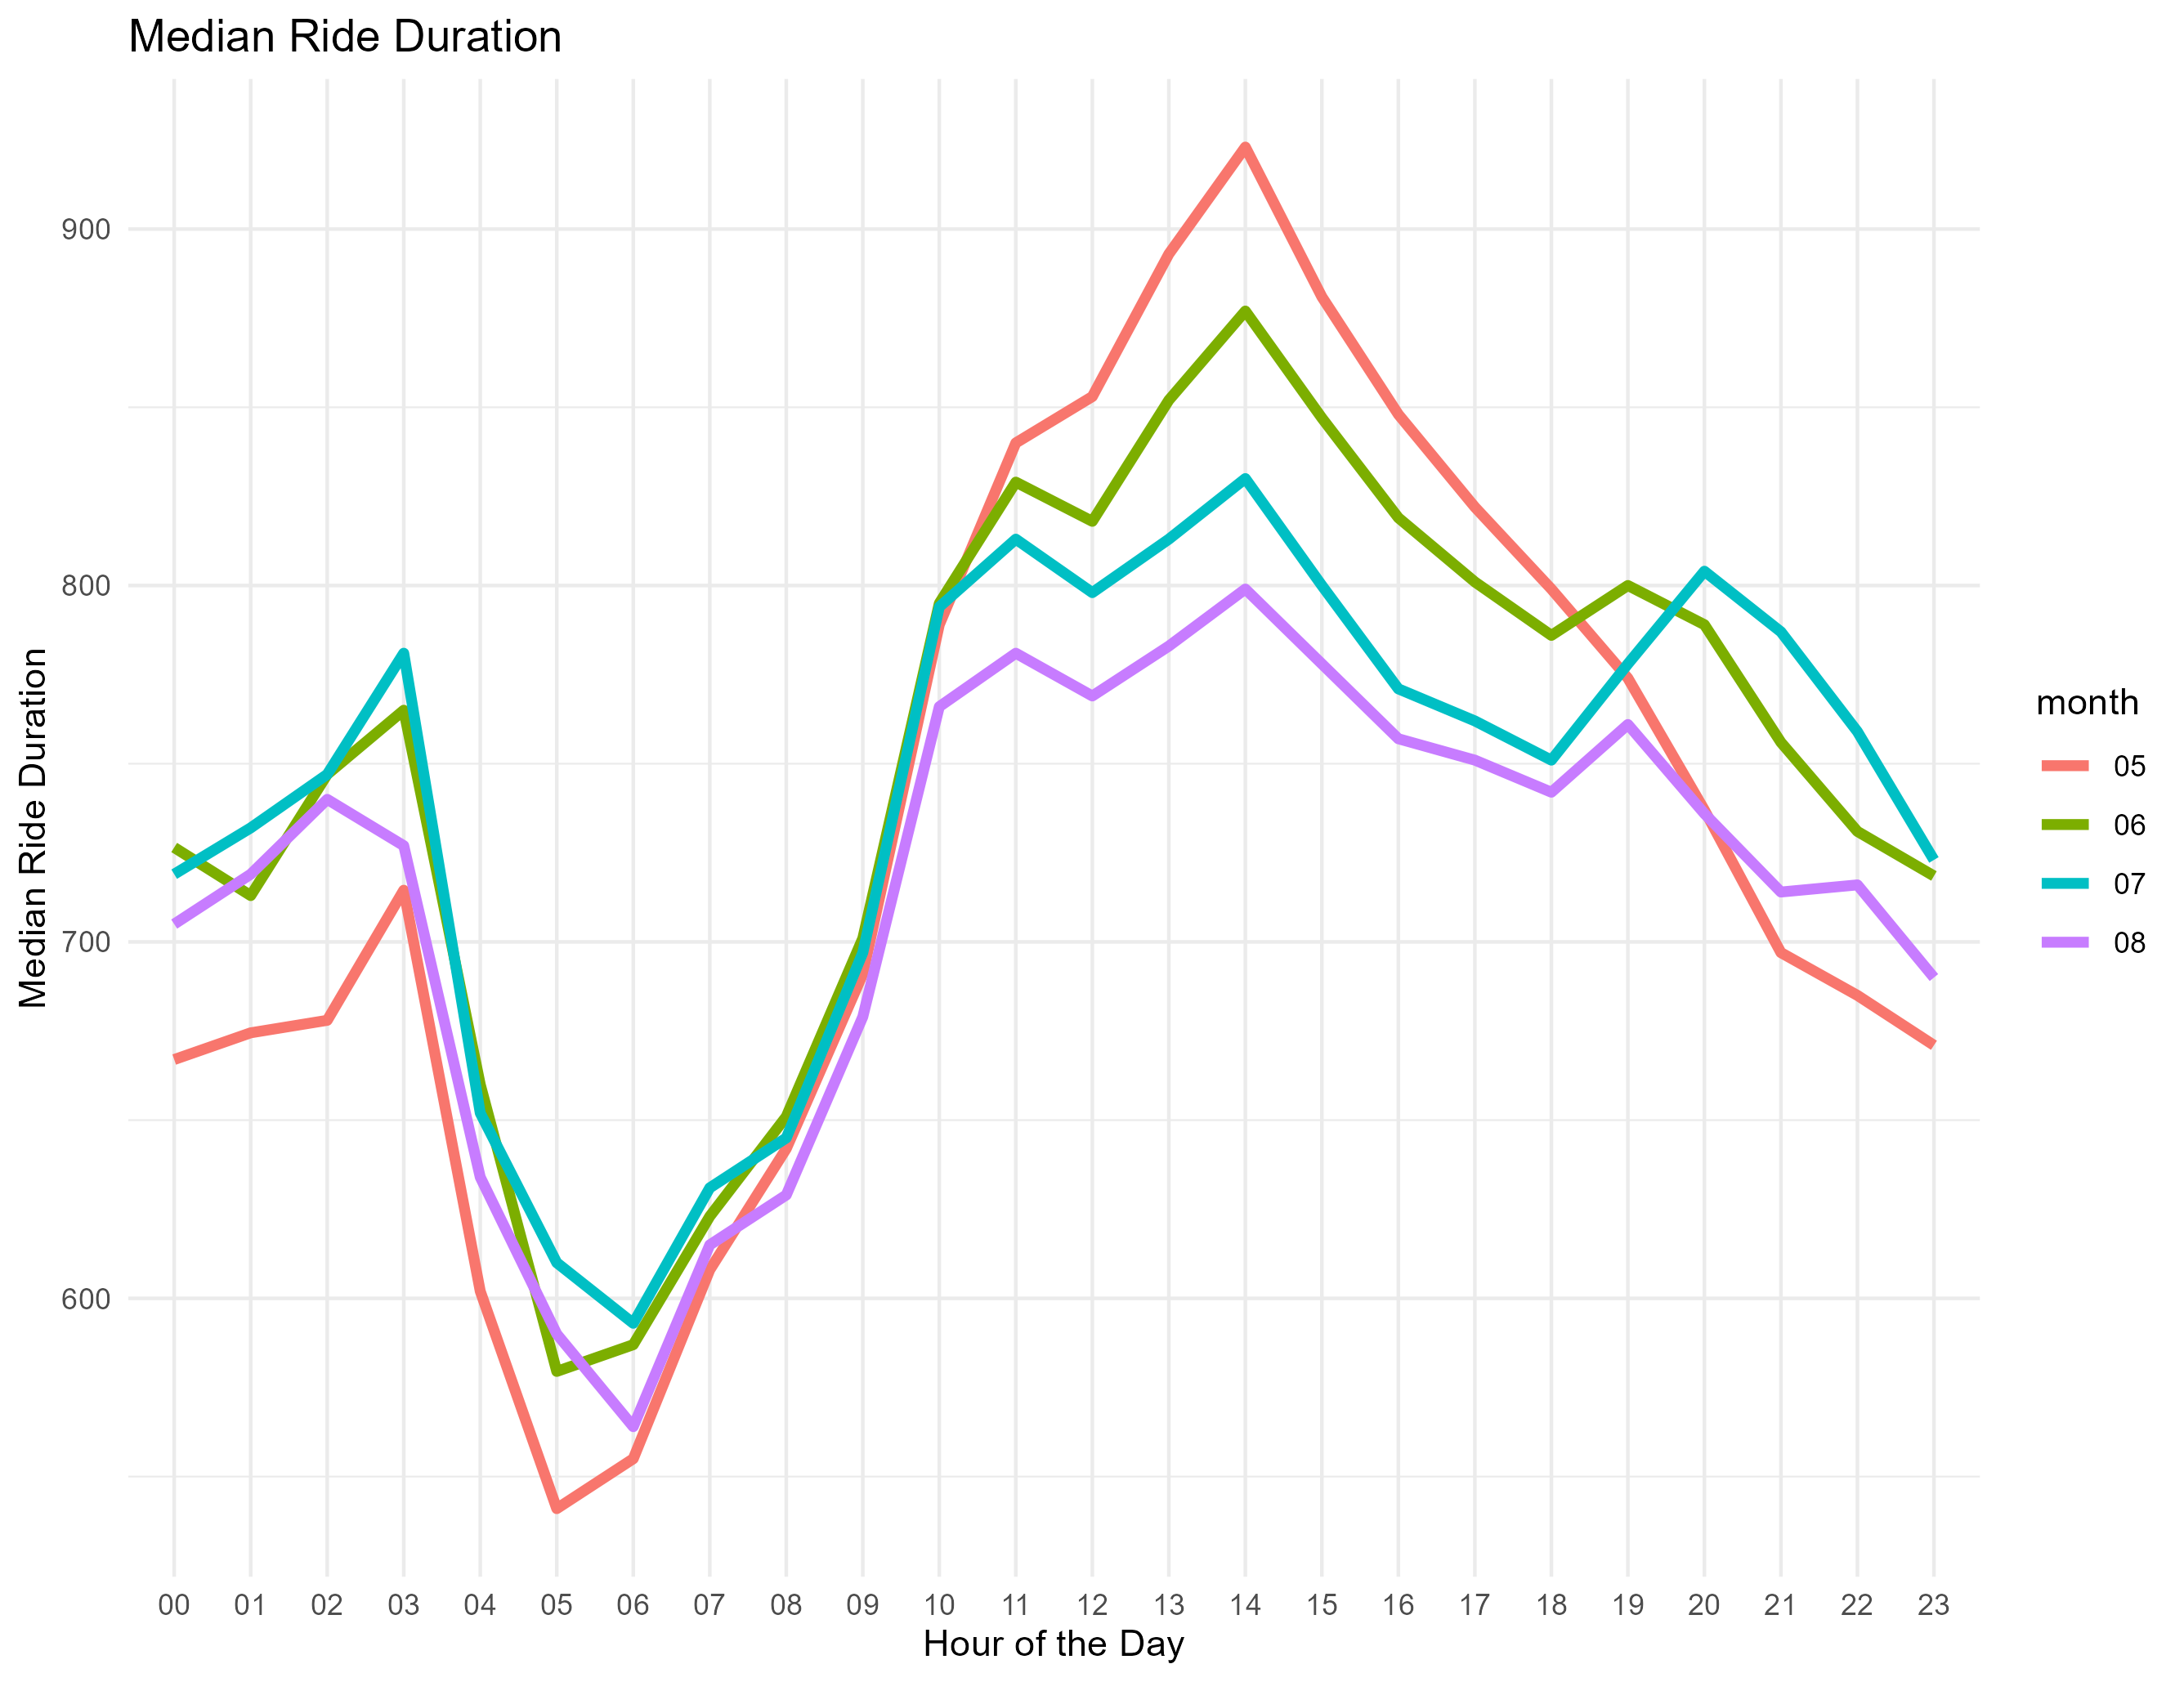 Median Ride Duration
Median Ride Duration
900
800
700
600
00 01 02 03 04 05 06 07 08 09 10 11 12 13 14 15 16 17 18 19 20 21 22 23
Hour of the Day
month
05
06
07
08